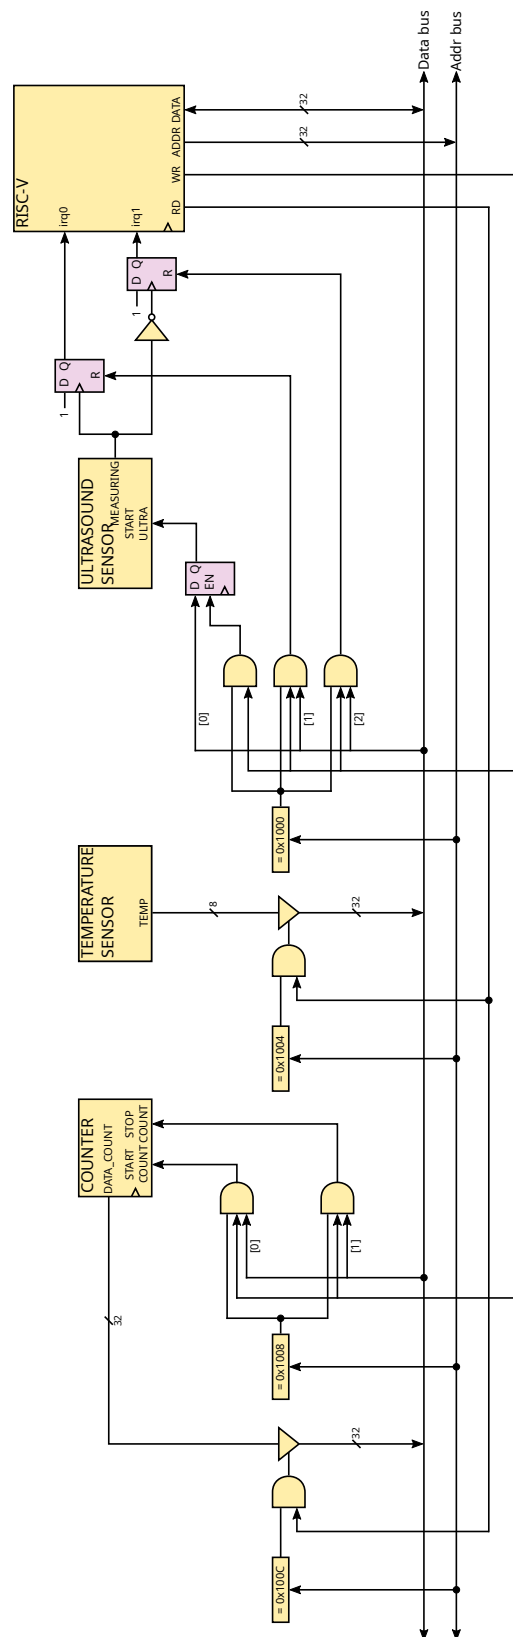 Data bus
Addr bus
RISC-V
irq0
irq1
DATA
ADDR
WR
RD
32
32
D Q
R
1
D Q
R
1
ULTRASOUND
SENSOR
MEASURING
START
ULTRA
D Q
EN
[0]
[1]
[2]
= 0x1000
TEMPERATURE
SENSOR
TEMP
8
32
= 0x1004
COUNTER
DATA_COUNT
START STOP
COUNT COUNT
[0]
[1]
32
= 0x1008
32
= 0x100C